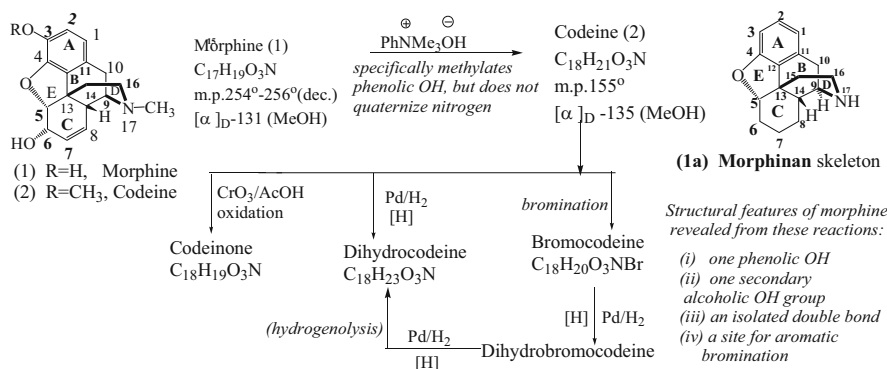 RO
3
2
A
1
4
11
10
B
16
E
D
13
14
9
N
CH₃
5
H
17
C
8
HO
6
7
(1) R=H, Morphine
(2) R=CH₃, Codeine
Morphine (1)
C₁₇H₁₉O₃N
m.p.254°-256°(dec.)
[α]D-131 (MeOH)
⊕ ⊖
PhNMe₃OH
specifically methylates
phenolic OH, but does not
quaternize nitrogen
Codeine (2)
C₁₈H₂₁O₃N
m.p.155°
[α]D -135 (MeOH)
2
3
A
1
4
11
10
B
12
15
16
O
E
9
D
17
NH
5
13
14
H
H
C
6
8
7
(1a) Morphinan skeleton
CrO₃/AcOH
oxidation
Codeinone
C₁₈H₁₉O₃N
Pd/H₂
[H]
Dihydrocodeine
C₁₈H₂₃O₃N
bromination
Bromocodeine
C₁₈H₂₀O₃NBr
(hydrogenolysis)
Pd/H₂
[H]
[H] Pd/H₂
Dihydrobromocodeine
Structural features of morphine
revealed from these reactions:
(i) one phenolic OH
(ii) one secondary
alcoholic OH group
(iii) an isolated double bond
(iv) a site for aromatic
bromination